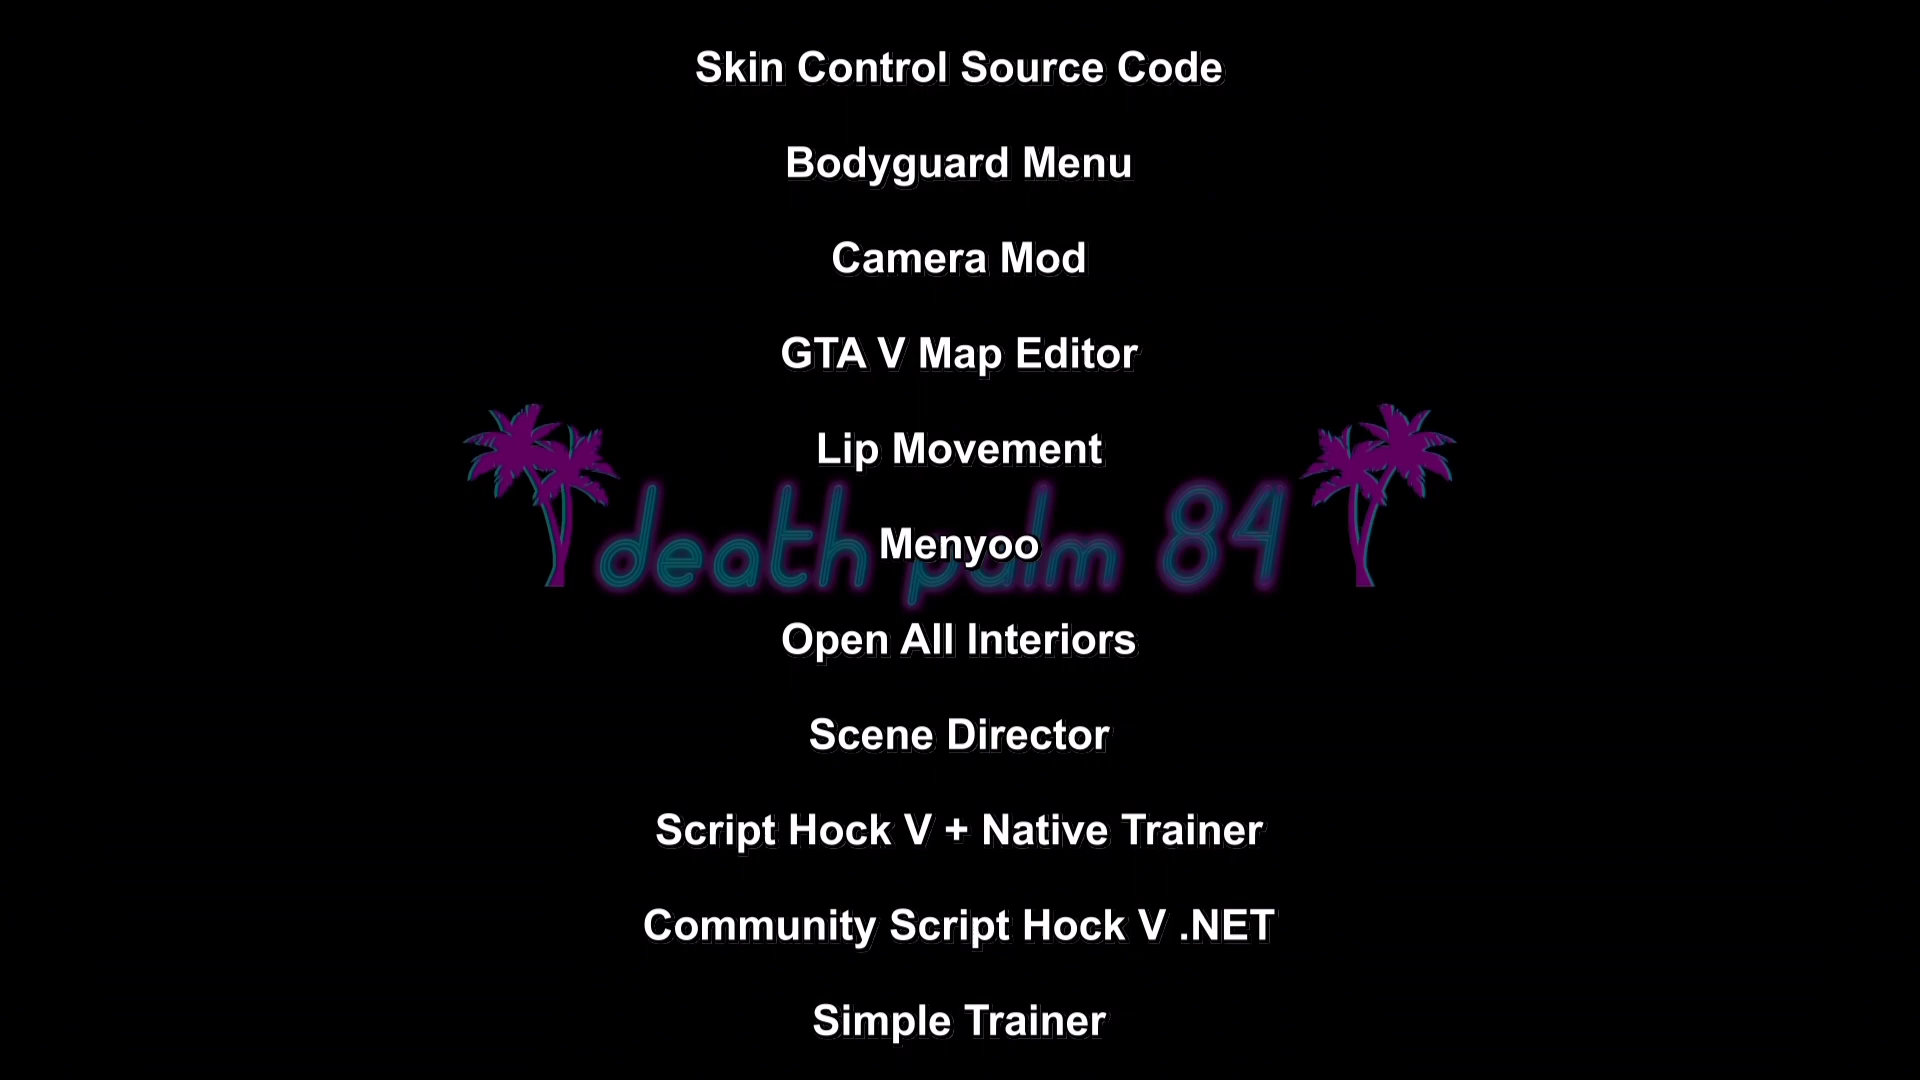 Skin Control Source Code
Bodyguard Menu
Camera Mod
GTA V Map Editor
Lip Movement
death palm 84
Menyoo
Open All Interiors
Scene Director
Script Hock V + Native Trainer
Community Script Hock V .NET
Simple Trainer